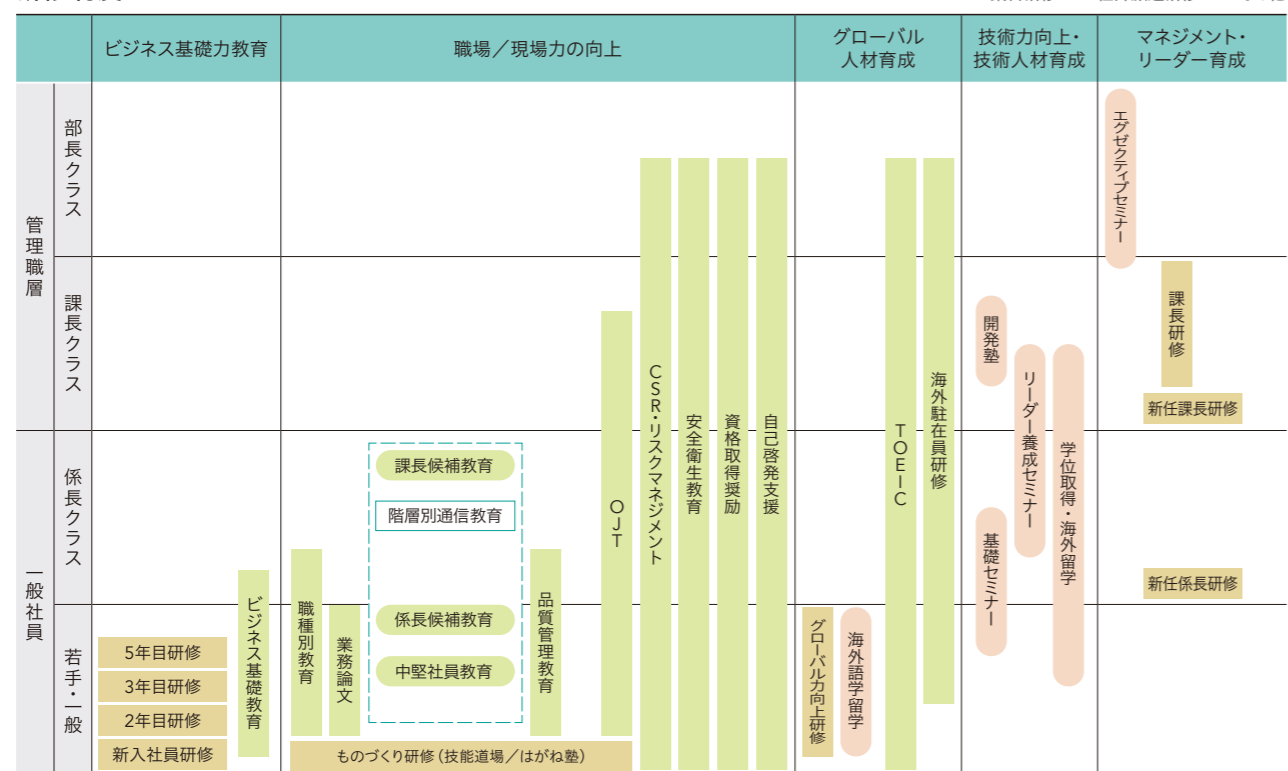 ビジネス基礎力教育
職場／現場力の向上
グローバル
人材育成
技術力向上・
技術人材育成
マネジメント・
リーダー育成
管理職層
部長クラス
エグゼクティブセミナー
課長クラス
開発塾
課長研修
新任課長研修
一般社員
係長クラス
課長候補教育
階層別通信教育
OJT
CSR・リスクマネジメント
安全衛生教育
資格取得奨励
自己啓発支援
TOEIC
海外駐在員研修
リーダー養成セミナー
学位取得・海外留学
基礎セミナー
新任係長研修
若手・一般
5年目研修
3年目研修
2年目研修
新入社員研修
ビジネス基礎教育
職種別教育
業務論文
係長候補教育
中堅社員教育
品質管理教育
ものづくり研修（技能道場／はがね塾）
グローバル力向上研修
海外語学留学